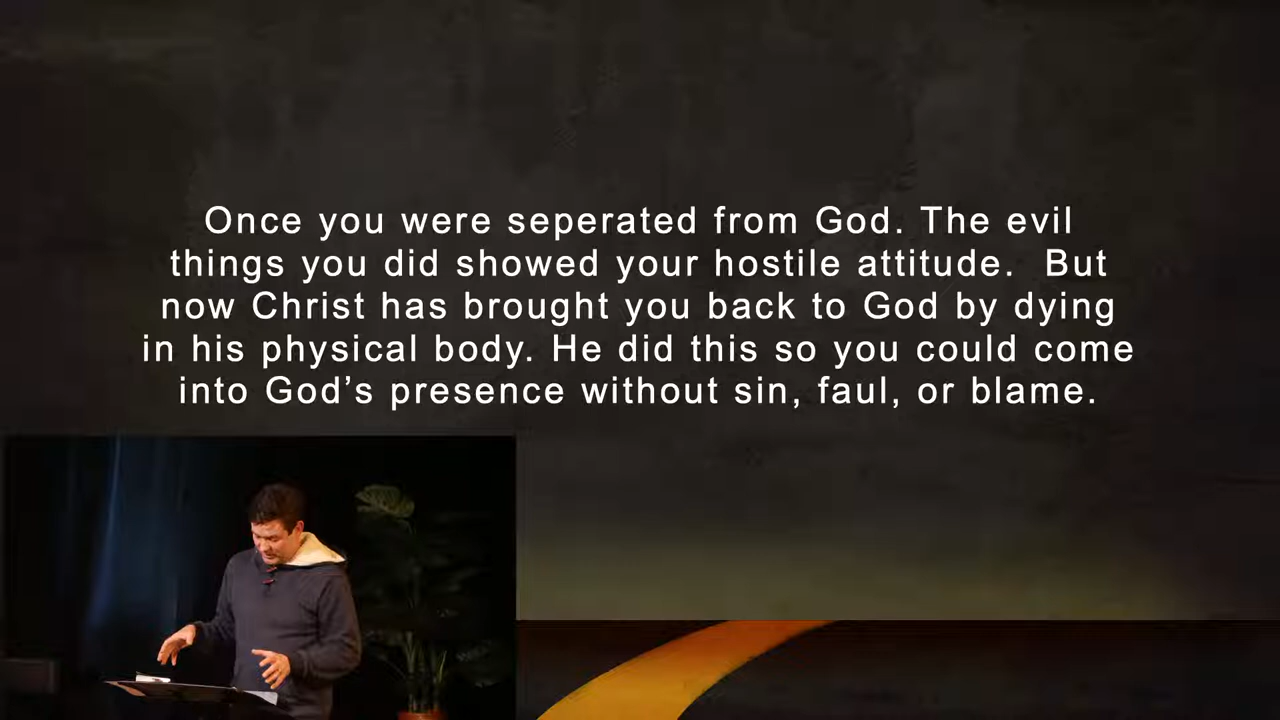 Once you were seperated from God. The evil
things you did showed your hostile attitude.  But
now Christ has brought you back to God by dying
in his physical body. He did this so you could come
into God’s presence without sin, faul, or blame.